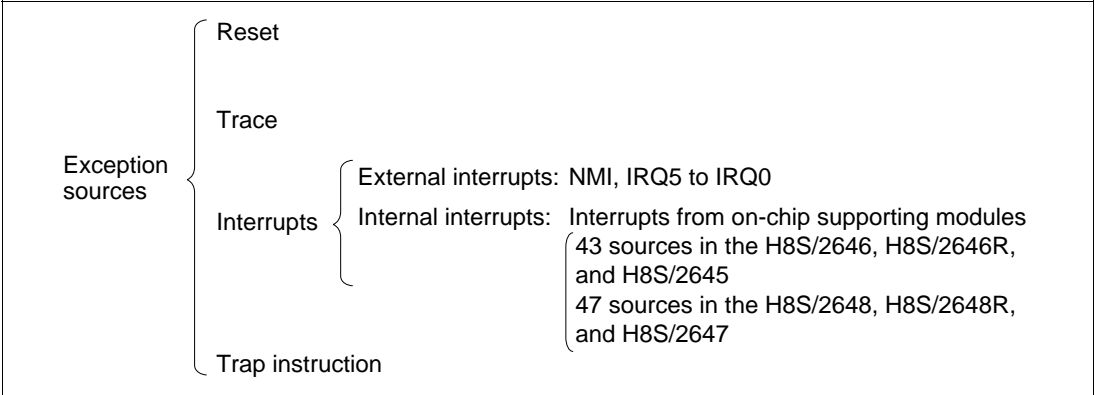 Reset
Trace
Exception
sources
Interrupts
External interrupts: NMI, IRQ5 to IRQ0
Internal interrupts: Interrupts from on-chip supporting modules
43 sources in the H8S/2646, H8S/2646R,
and H8S/2645
47 sources in the H8S/2648, H8S/2648R,
and H8S/2647
Trap instruction